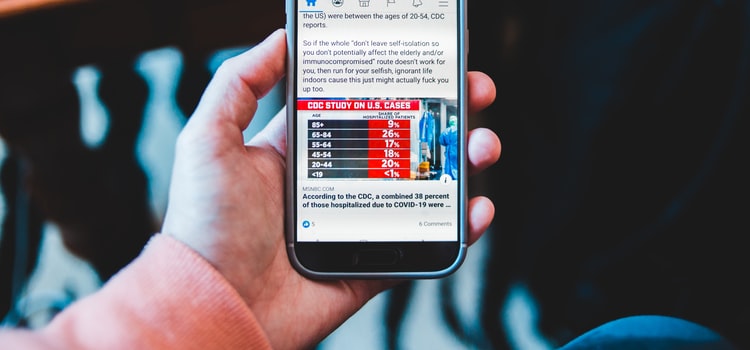 the US) were between the ages of 20-54, CDC
reports.
So if the whole "don't leave self-isolation so
you don't potentially affect the elderly and/or
immunocompromised" route doesn't work for
you, then run for your selfish, ignorant life
indoors cause this just might actually fuck you
up too.
CDC STUDY ON U.S. CASES
AGE SHARE OF HOSPITALIZED PATIENTS
85+ 9%
65-84 26%
55-64 17%
45-54 18%
20-44 20%
<19 <1%
MSNBC.COM
According to the CDC, a combined 38 percent
of those hospitalized due to COVID-19 were ...
5 6 Comments